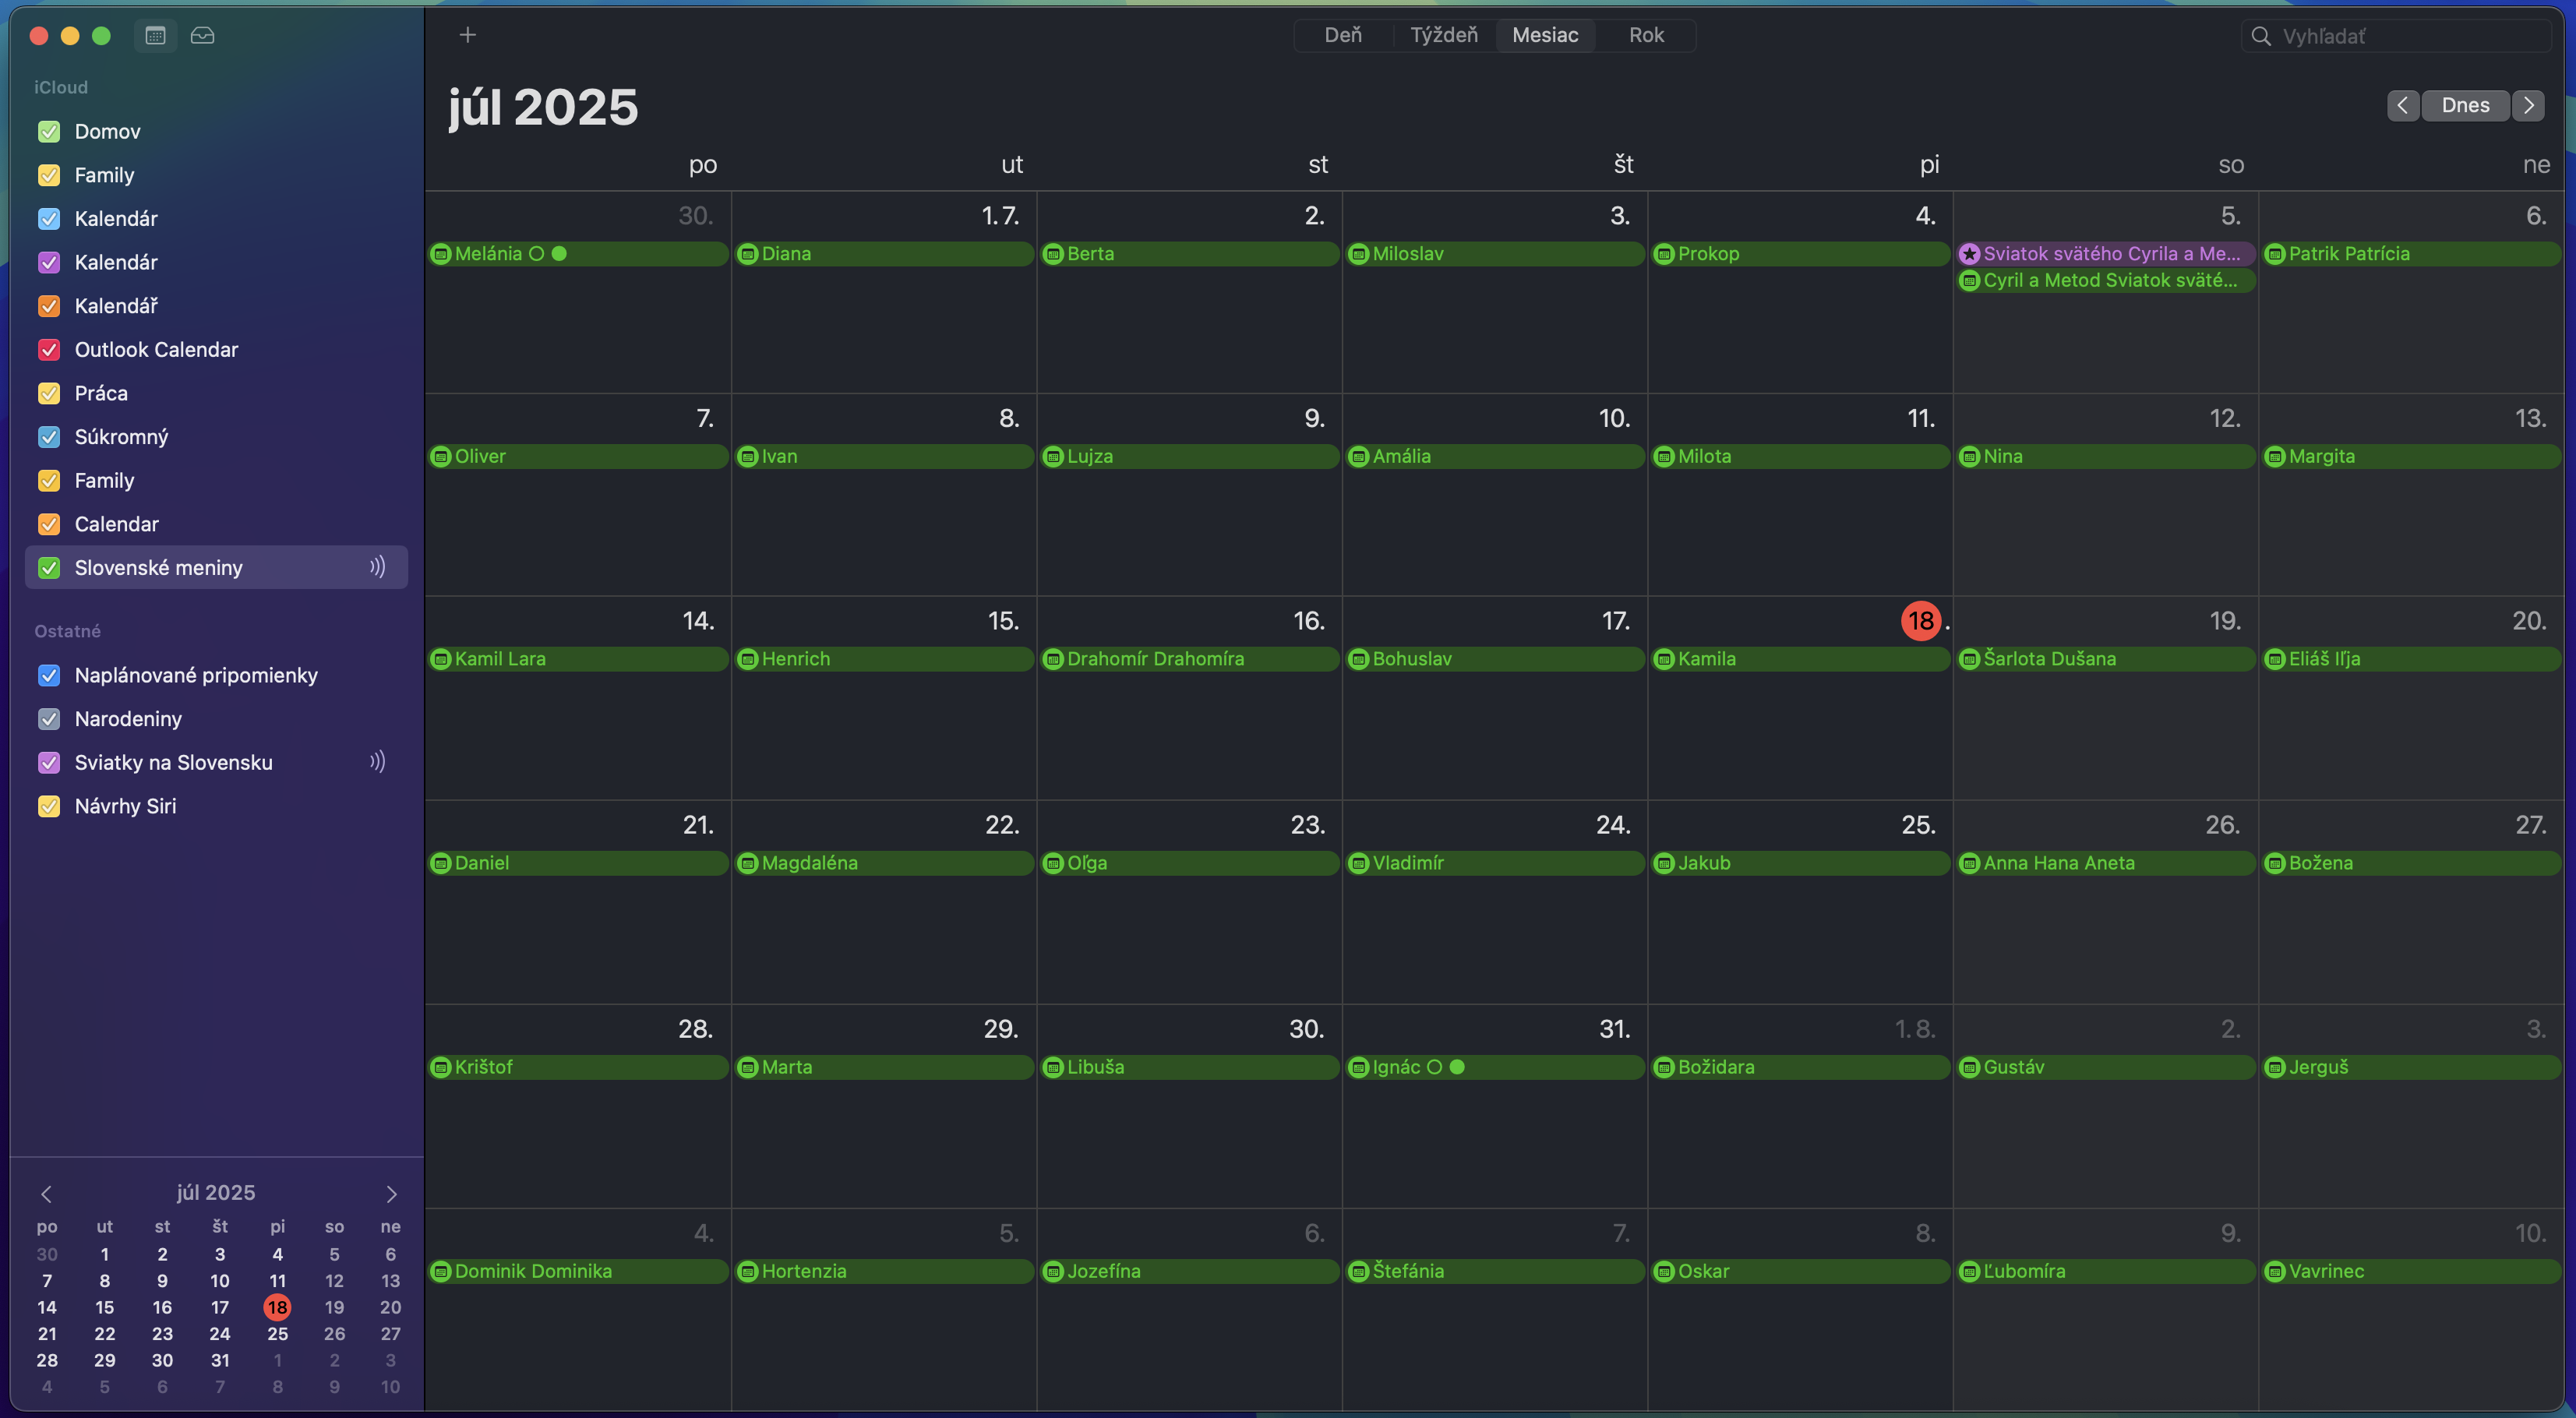 Deň Týždeň Mesiac Rok
Vyhľadať
iCloud
Domov
Family
Kalendár
Kalendár
Kalendář
Outlook Calendar
Práca
Súkromný
Family
Calendar
Slovenské meniny
Ostatné
Naplánované pripomienky
Narodeniny
Sviatky na Slovensku
Návrhy Siri
júl 2025
po ut st št pi so ne
30 1 2 3 4 5 6
7 8 9 10 11 12 13
14 15 16 17 18 19 20
21 22 23 24 25 26 27
28 29 30 31 1 2 3
4 5 6 7 8 9 10
júl 2025
Dnes
po ut st št pi so ne
30. 1. 7. 2. 3. 4. 5. 6.
Melánia Diana Berta Miloslav Prokop Sviatok svätého Cyrila a Me... Patrik Patrícia
Cyril a Metod Sviatok sväté...
7. 8. 9. 10. 11. 12. 13.
Oliver Ivan Lujza Amália Milota Nina Margita
14. 15. 16. 17. 18. 19. 20.
Kamil Lara Henrich Drahomír Drahomíra Bohuslav Kamila Šarlota Dušana Eliáš Iľja
21. 22. 23. 24. 25. 26. 27.
Daniel Magdaléna Oľga Vladimír Jakub Anna Hana Aneta Božena
28. 29. 30. 31. 1. 8. 2. 3.
Krištof Marta Libuša Ignác Božidara Gustáv Jerguš
4. 5. 6. 7. 8. 9. 10.
Dominik Dominika Hortenzia Jozefína Štefánia Oskar Ľubomíra Vavrinec